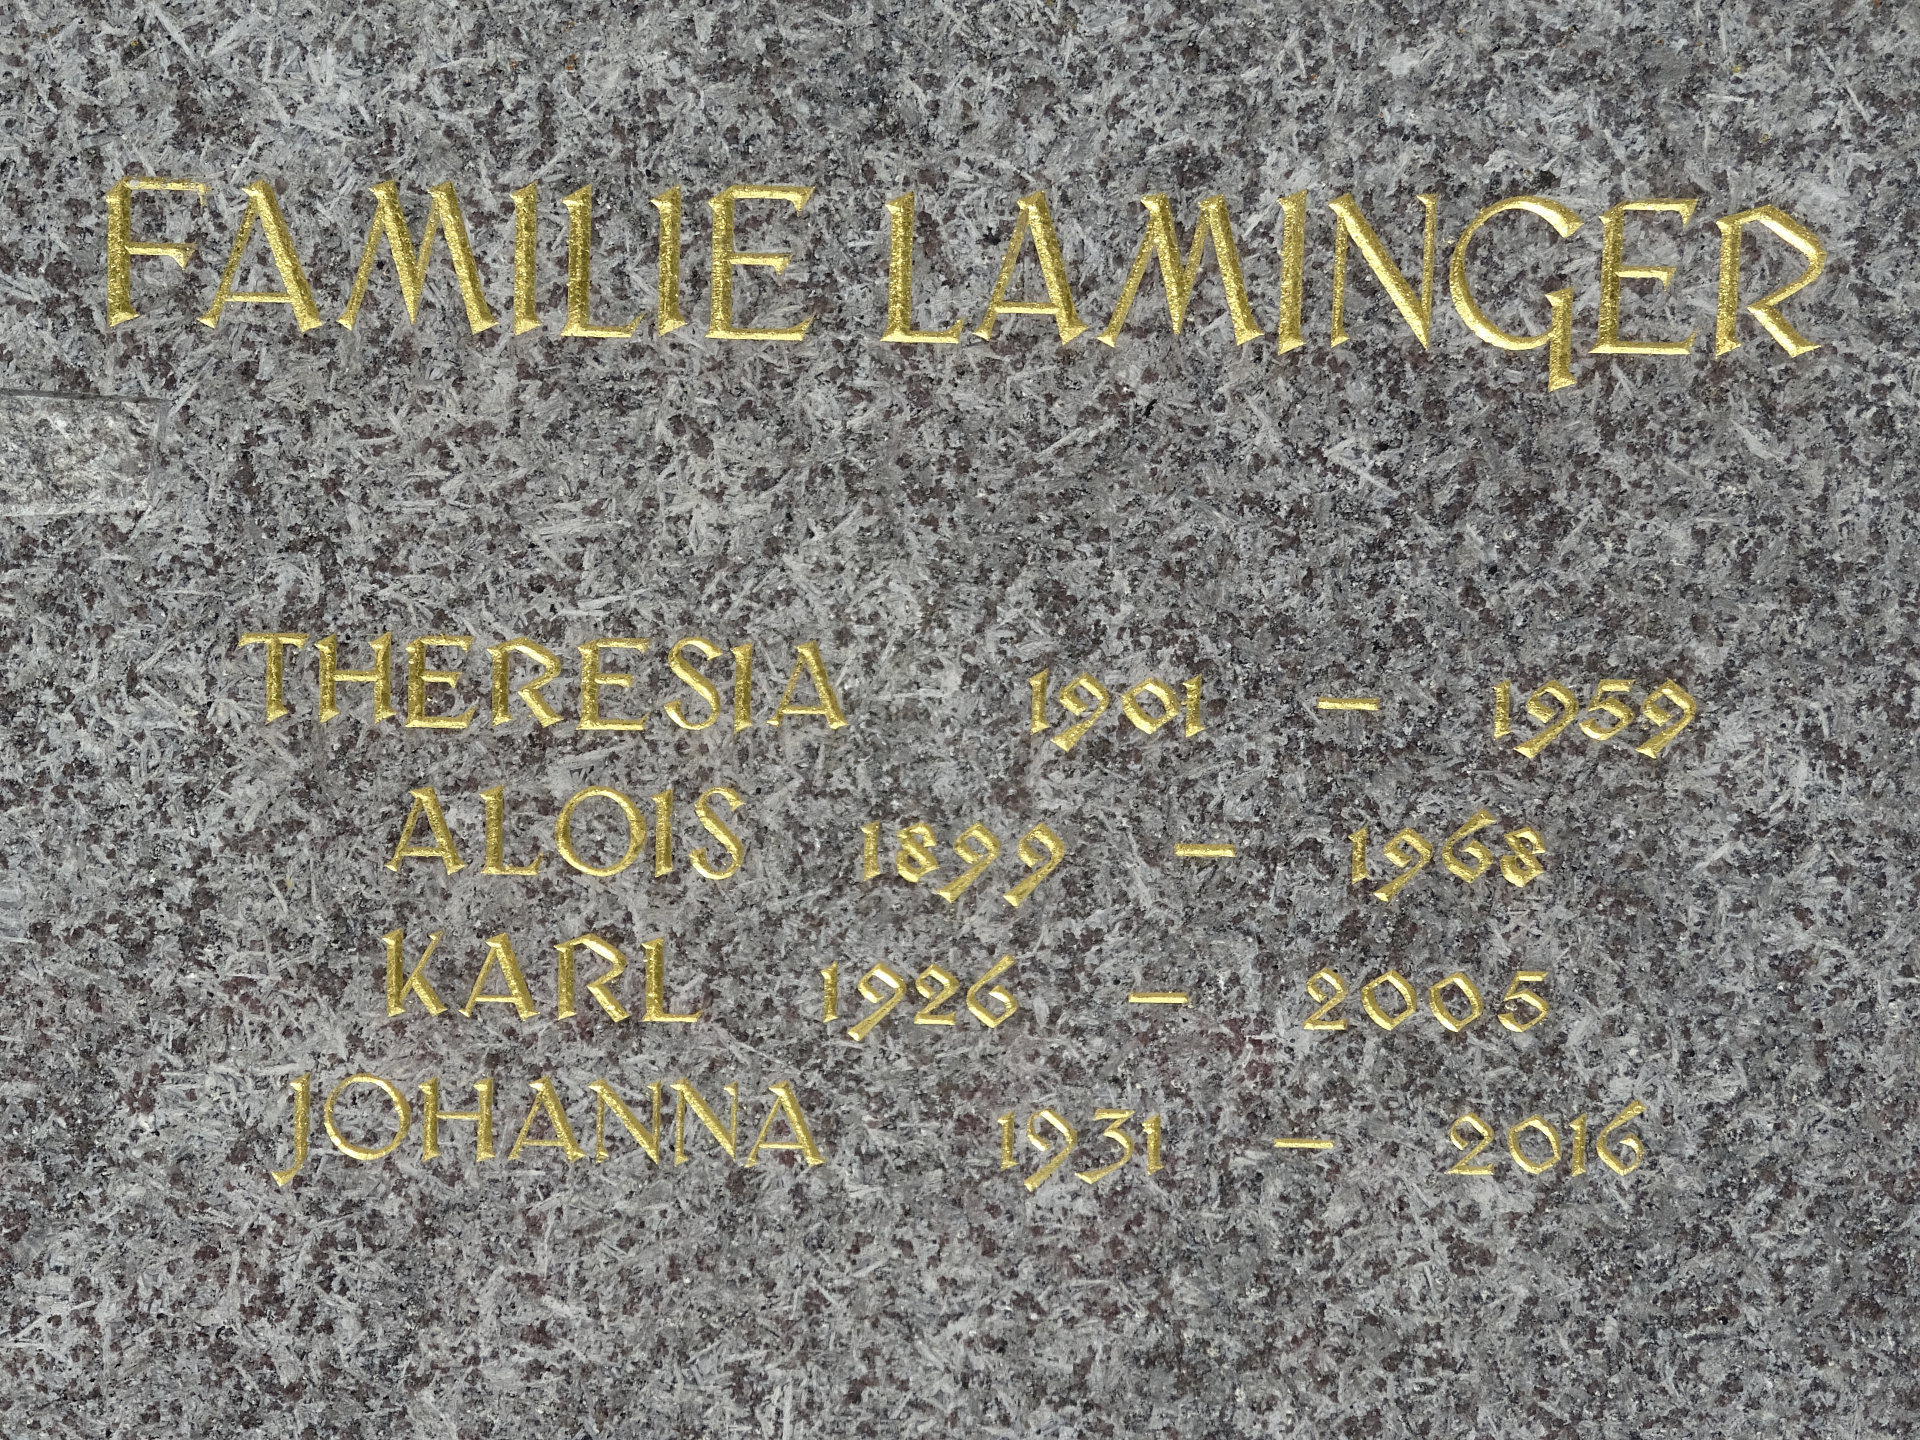 FAMILIE LAMINGER
THERESIA 1901 – 1959
ALOIS 1899 – 1968
KARL 1926 – 2005
JOHANNA 1931 – 2016